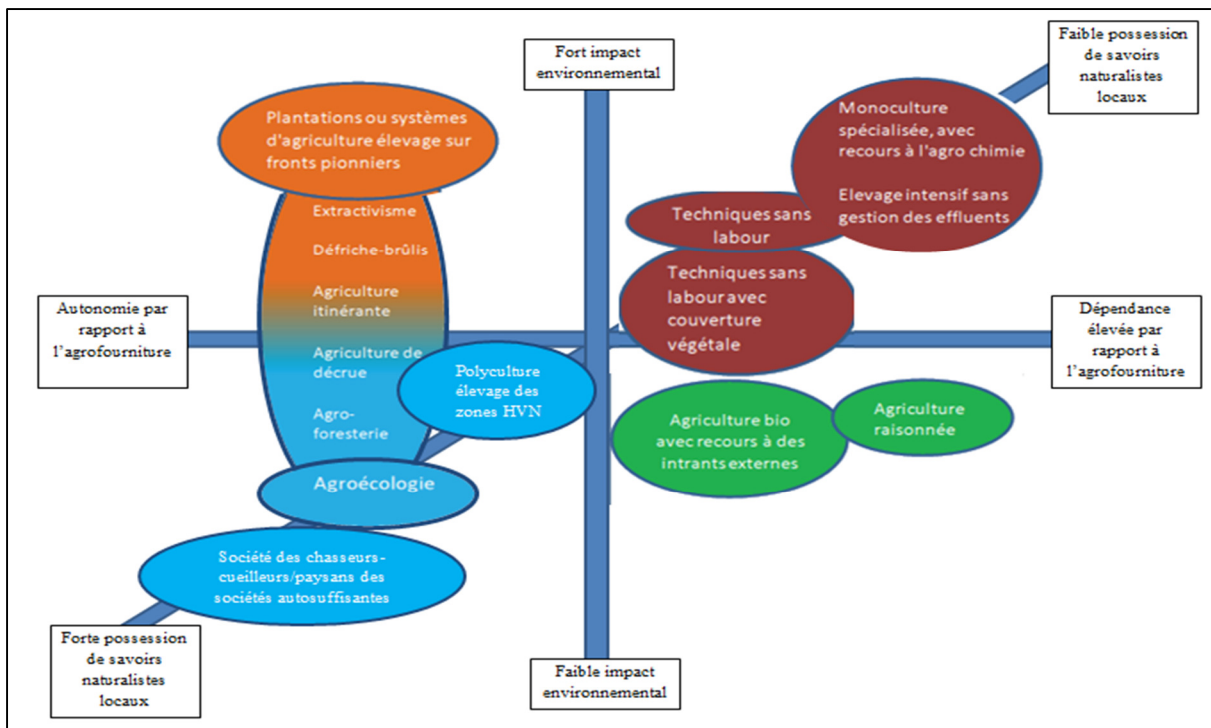 Fort impact
environnemental
Faible possession
de savoirs
naturalistes
locaux
Plantations ou systèmes
d'agriculture élevage sur
fronts pionniers
Monoculture
spécialisée, avec
recours à l'agro chimie
Elevage intensif sans
gestion des effluents
Extractivisme
Défriche-brûlis
Agriculture
itinérante
Agriculture de
décrue
Agro-
foresterie
Techniques sans
labour
Techniques sans
labour avec
couverture
végétale
Autonomie par
rapport à
l'agrofourniture
Dépendance
élevée par
rapport à
l'agrofourniture
Polyculture
élevage des
zones HVN
Agriculture bio
avec recours à des
intrants externes
Agriculture
raisonnée
Agroécologie
Société des chasseurs-
cueilleurs/paysans des
sociétés autosuffisantes
Forte possession
de savoirs
naturalistes
locaux
Faible impact
environnemental